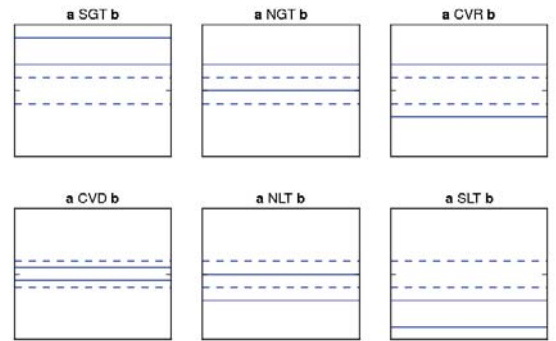 a SGT b
a NGT b
a CVR b
a CVD b
a NLT b
a SLT b